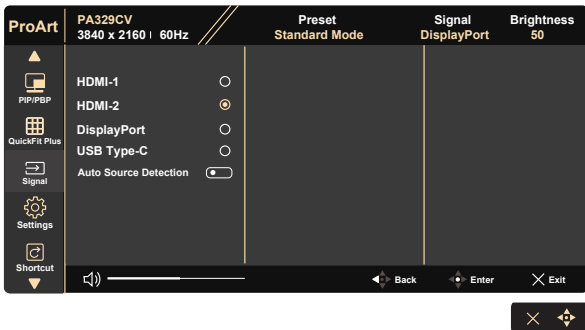 ProArt
PA329CV
3840 x 2160 60Hz
Preset
Standard Mode
Signal
DisplayPort
Brightness
50
PIP/PBP
QuickFit Plus
Signal
Settings
Shortcut
HDMI-1
HDMI-2
DisplayPort
USB Type-C
Auto Source Detection
Back
Enter
Exit